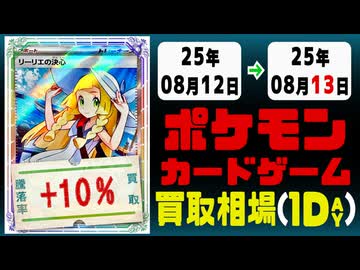 サポート
リーリエの決心
騰落率
+10%
買取
25年
08月12日
25年
08月13日
ポケモン
カードゲーム
買取相場(1D)